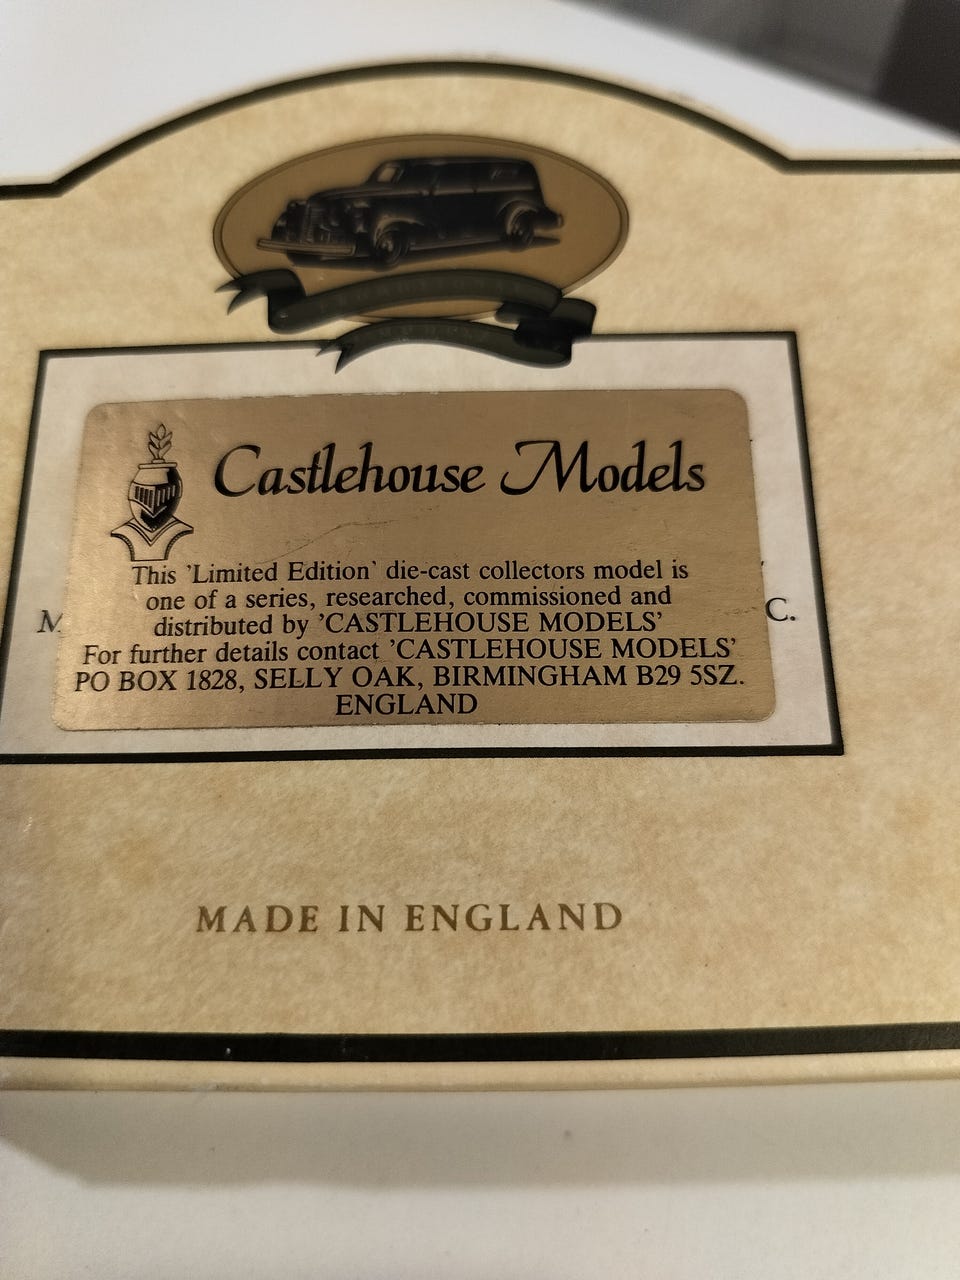 Castlehouse Models
This 'Limited Edition' die-cast collectors model is
one of a series, researched, commissioned and
distributed by 'CASTLEHOUSE MODELS'
For further details contact 'CASTLEHOUSE MODELS'
PO BOX 1828, SELLY OAK, BIRMINGHAM B29 5SZ.
ENGLAND
M
C.
MADE IN ENGLAND